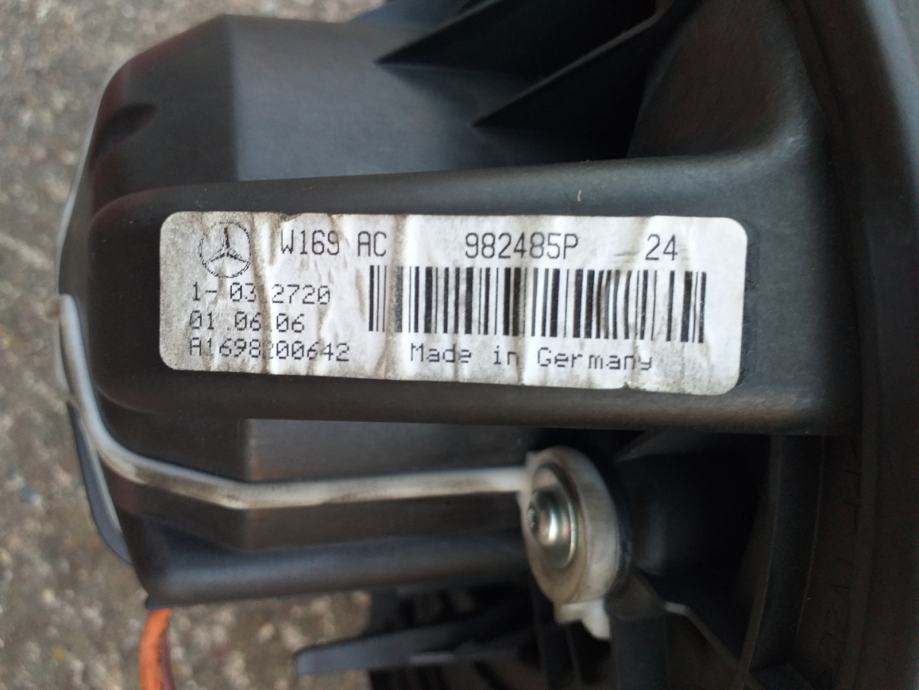 W169 AC 982485P 24
1- 03 2720
01.06.06
A1698200642 Made in Germany